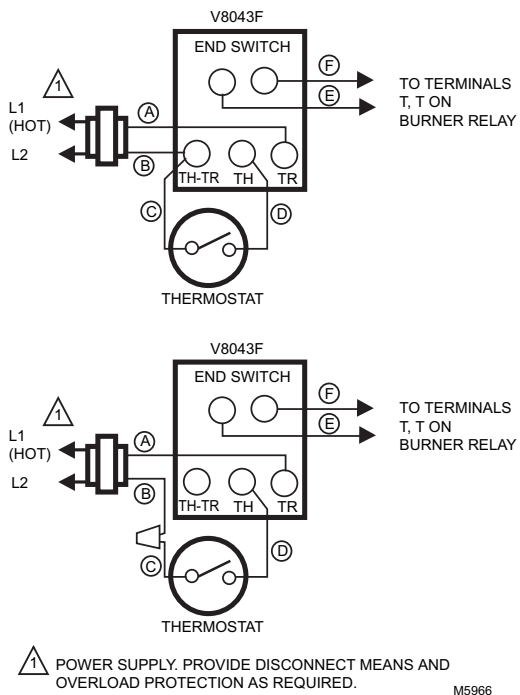 V8043F
END SWITCH
F
E
TO TERMINALS
T, T ON
BURNER RELAY
1
L1
(HOT)
L2
A
B
TH-TR TH TR
C
D
THERMOSTAT
V8043F
END SWITCH
F
E
TO TERMINALS
T, T ON
BURNER RELAY
1
L1
(HOT)
L2
A
B
TH-TR TH TR
C
D
THERMOSTAT
1 POWER SUPPLY. PROVIDE DISCONNECT MEANS AND
OVERLOAD PROTECTION AS REQUIRED.
M5966